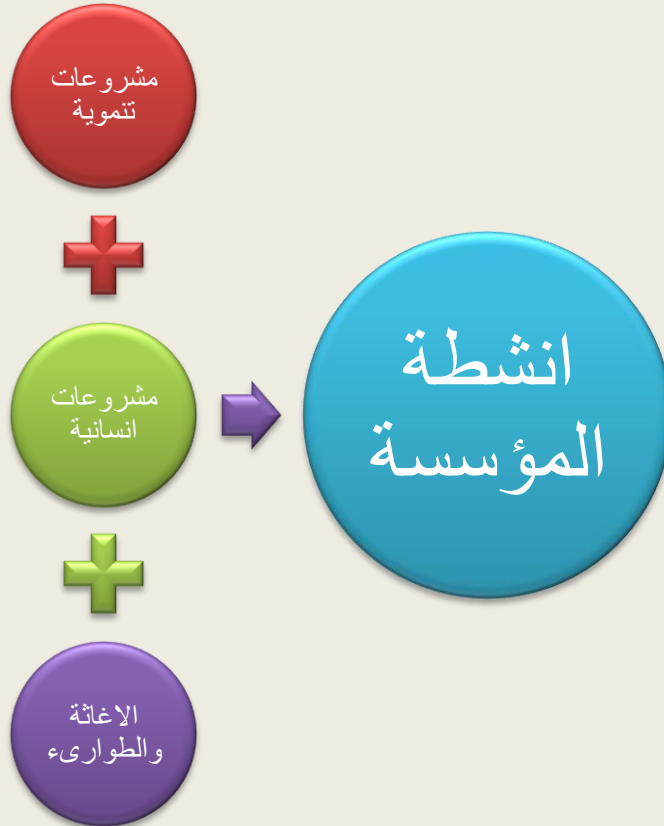 مشروعات
تنموية
مشروعات
انسانية
الاغاثة
والطوارىء
انشطة
المؤسسة